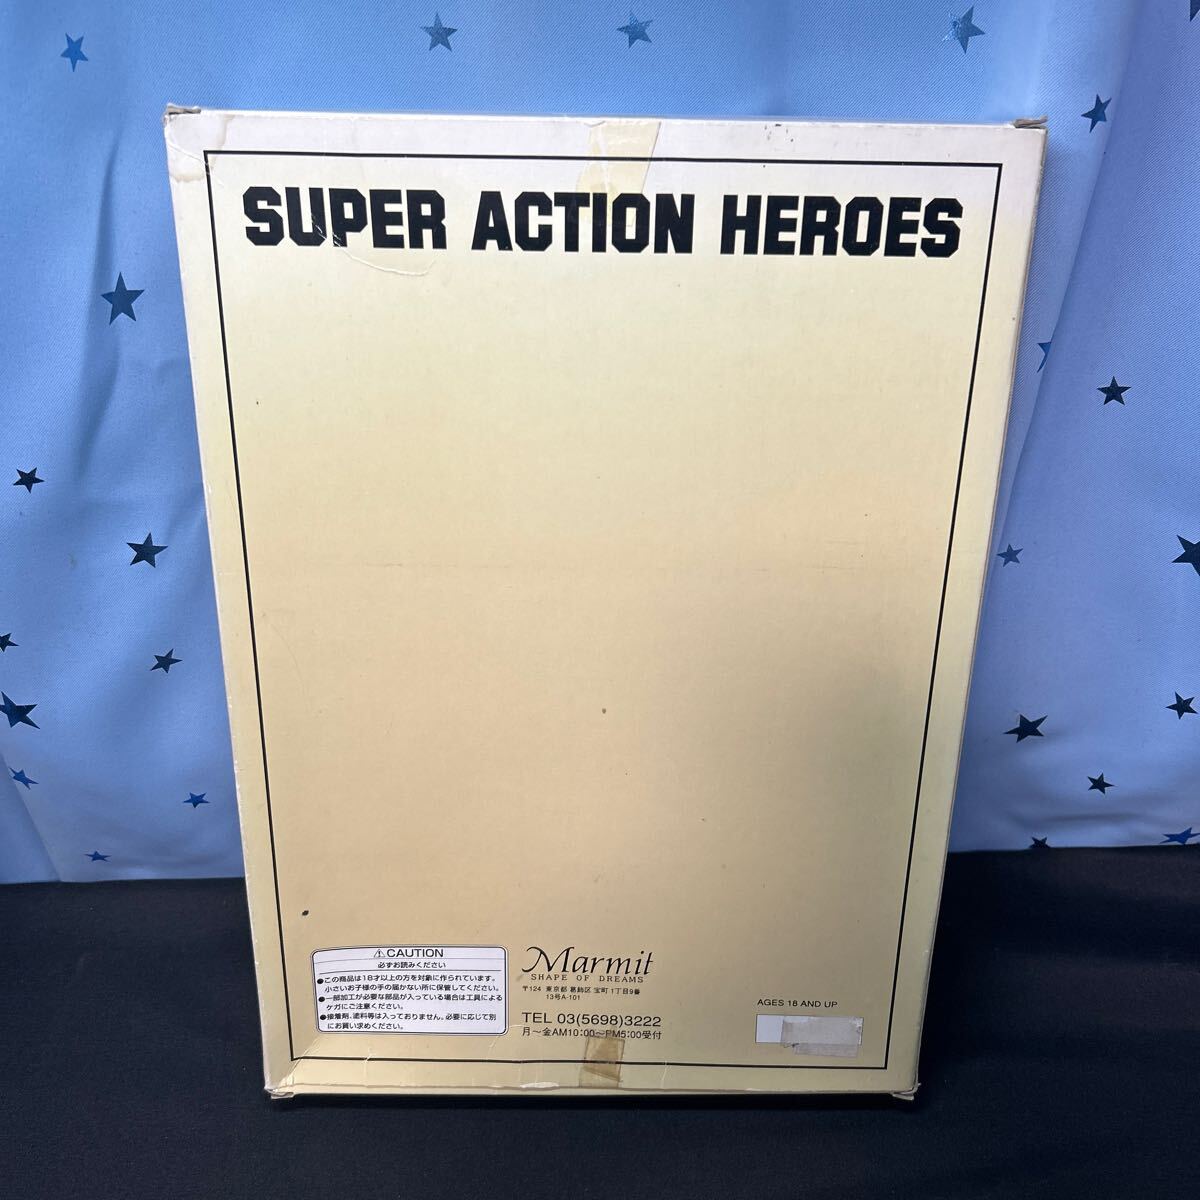 SUPER ACTION HEROES
⚠CAUTION
必ずお読みください
●この商品は18才以上の方を対象に作られています。
小さいお子様の手の届かない所に保管してください。
●一部加工が必要な部品が入っている場合は工具による
ケガにご注意ください。
●接着剤、塗料等は入っておりません。必要に応じて別
にお買い求めください。
Marmit
SHAPE OF DREAMS
〒124 東京都 葛飾区 宝町 1丁目9番
13号A-101
TEL 03(5698)3222
月～金AM10:00～PM5:00受付
AGES 18 AND UP